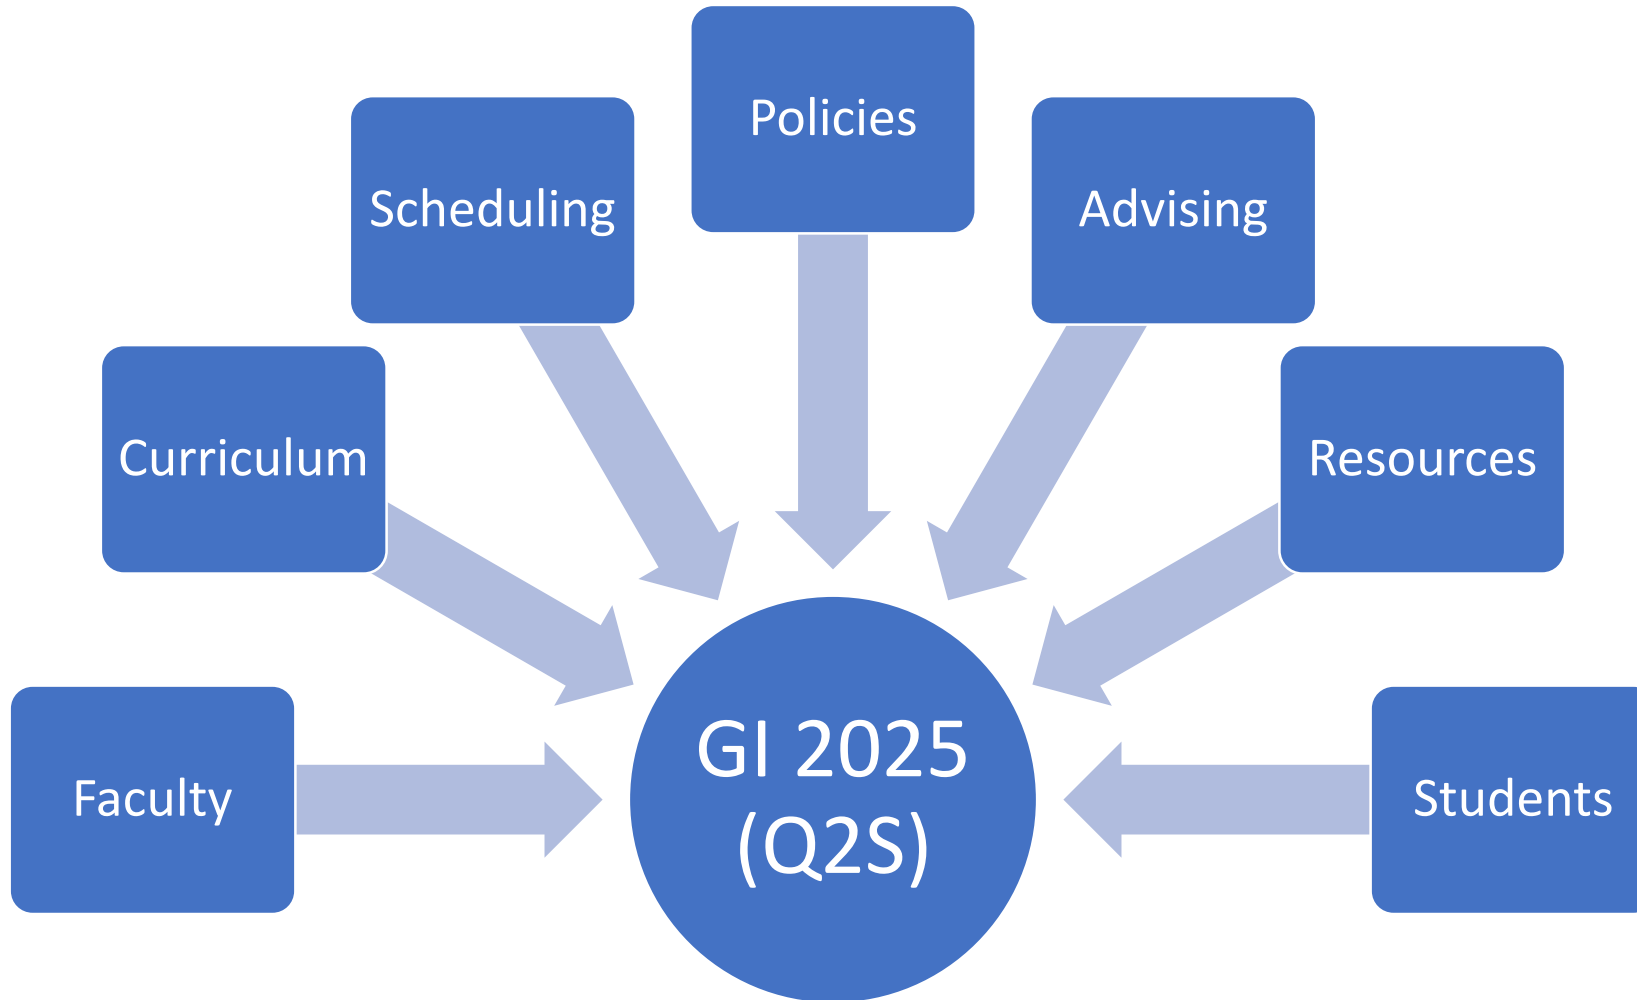 Policies
Scheduling
Advising
Curriculum
Resources
Faculty
GI 2025
(Q2S)
Students